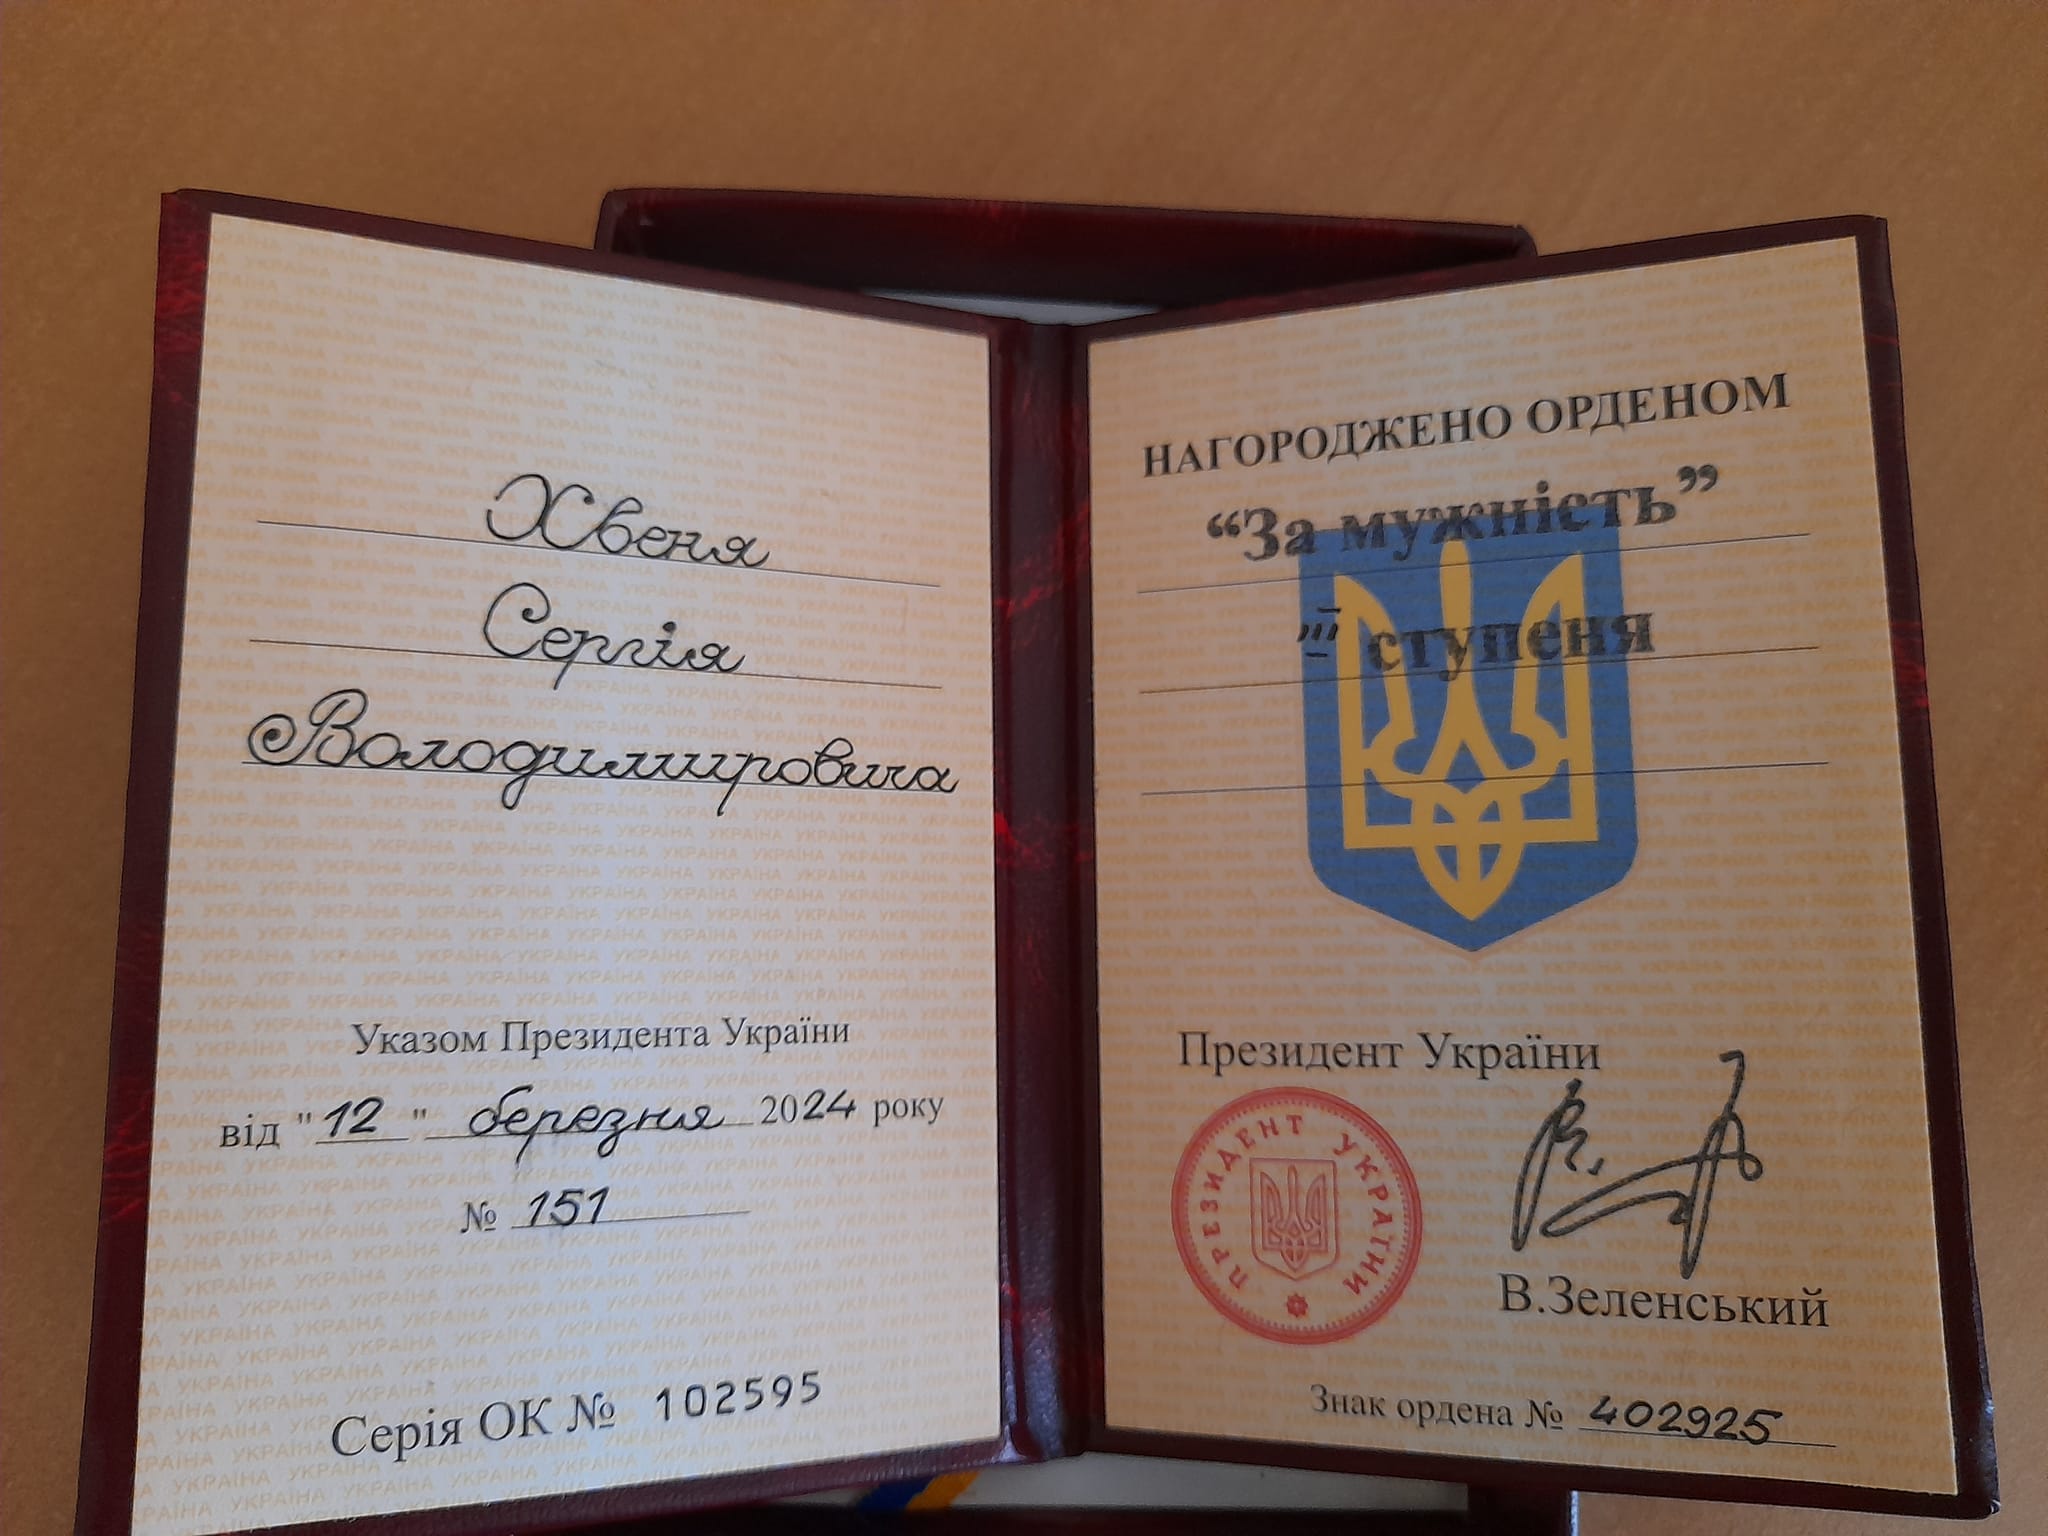 Хвеня
Сергія
Володимировича
Указом Президента України
від "12" березня 2024 року
№ 151
Серія ОК № 102595
НАГОРОДЖЕНО ОРДЕНОМ
“За мужність”
III ступеня
Президент України
ПРЕЗИДЕНТ УКРАЇНИ
В.Зеленський
Знак ордена № 402925